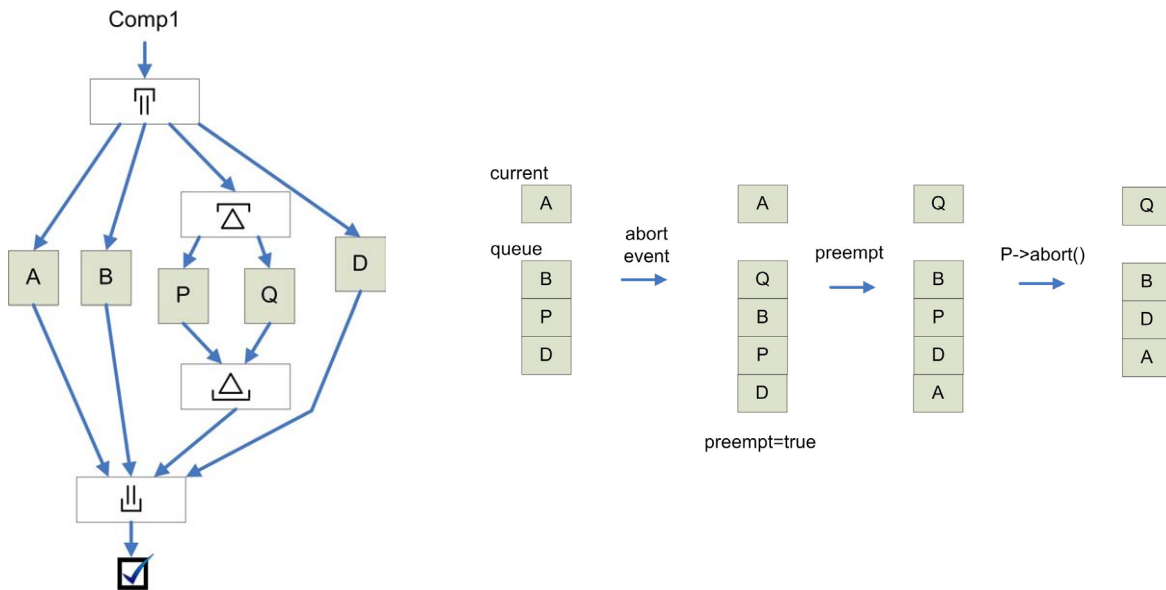 Comp1
A
B
P
Q
D
current
A
queue
B
P
D
abort
event
A
Q
B
P
D
preempt=true
preempt
Q
B
P
D
A
P->abort()
Q
B
D
A